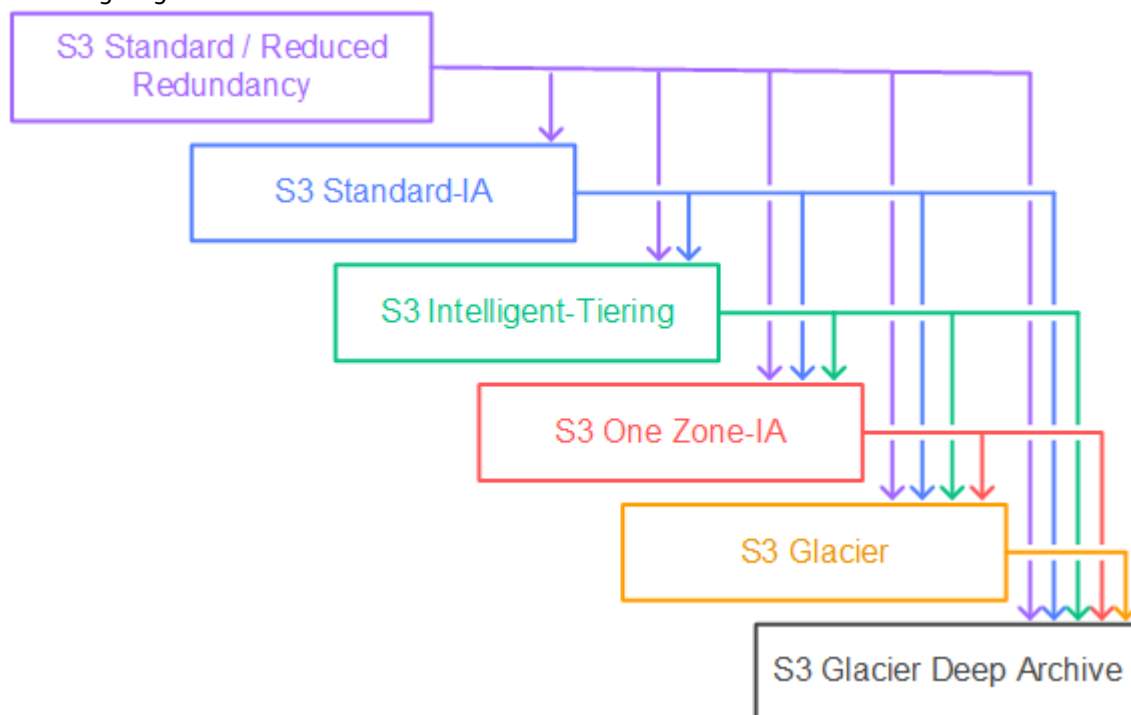 S3 Standard / Reduced
Redundancy
S3 Standard-IA
S3 Intelligent-Tiering
S3 One Zone-IA
S3 Glacier
S3 Glacier Deep Archive